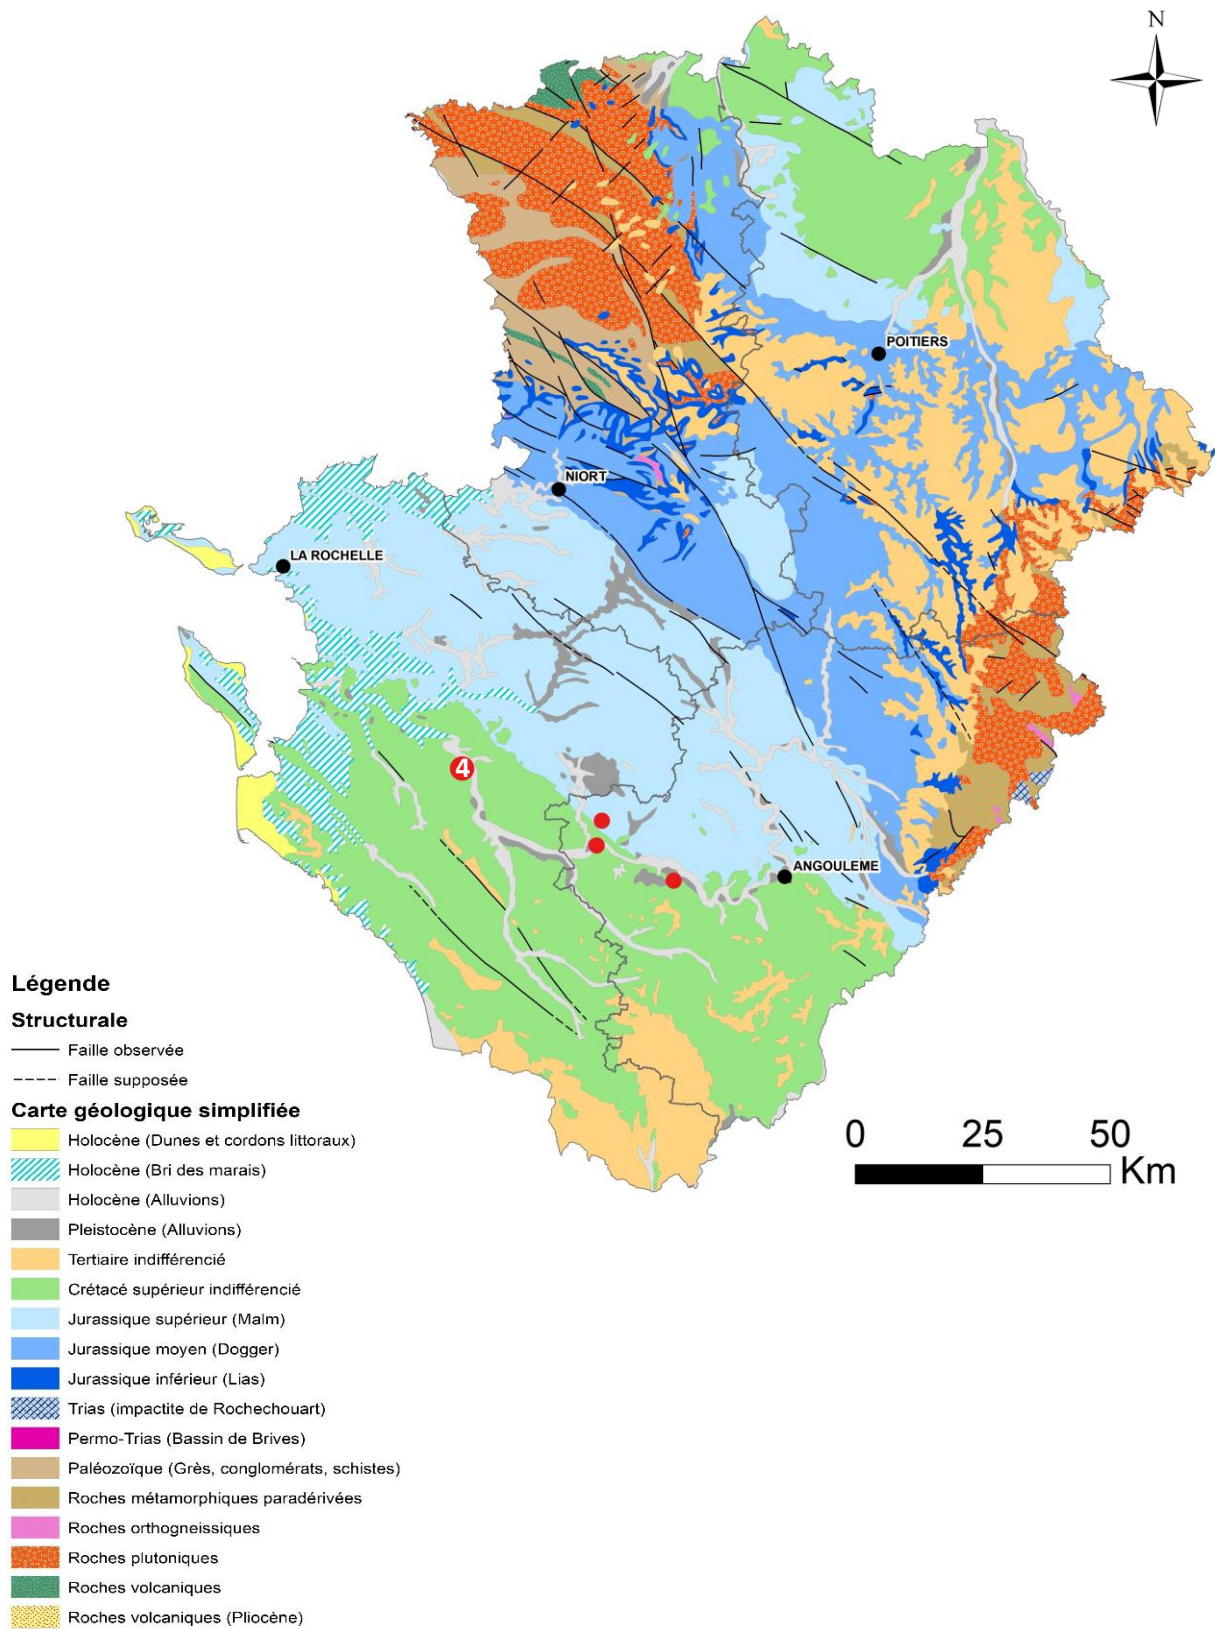 N
POITIERS
NIORT
LA ROCHELLE
4
ANGOULEME
0 25 50
Km
Légende
Structurale
Faille observée
Faille supposée
Carte géologique simplifiée
Holocène (Dunes et cordons littoraux)
Holocène (Bri des marais)
Holocène (Alluvions)
Pleistocène (Alluvions)
Tertiaire indifférencié
Crétacé supérieur indifférencié
Jurassique supérieur (Malm)
Jurassique moyen (Dogger)
Jurassique inférieur (Lias)
Trias (impactite de Rochechouart)
Permo-Trias (Bassin de Brives)
Paléozoïque (Grès, conglomérats, schistes)
Roches métamorphiques paradérivées
Roches orthogneissiques
Roches plutoniques
Roches volcaniques
Roches volcaniques (Pliocène)